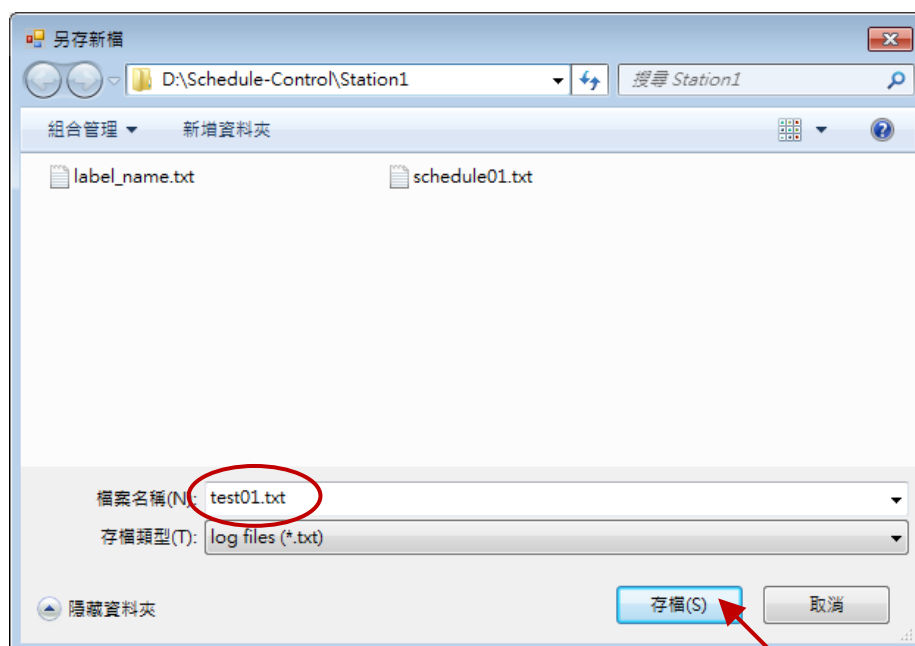 另存新檔
D:\Schedule-Control\Station1
搜尋 Station1
組合管理
新增資料夾
label_name.txt
schedule01.txt
檔案名稱(N): test01.txt
存檔類型(T): log files (*.txt)
隱藏資料夾
存檔(S)
取消